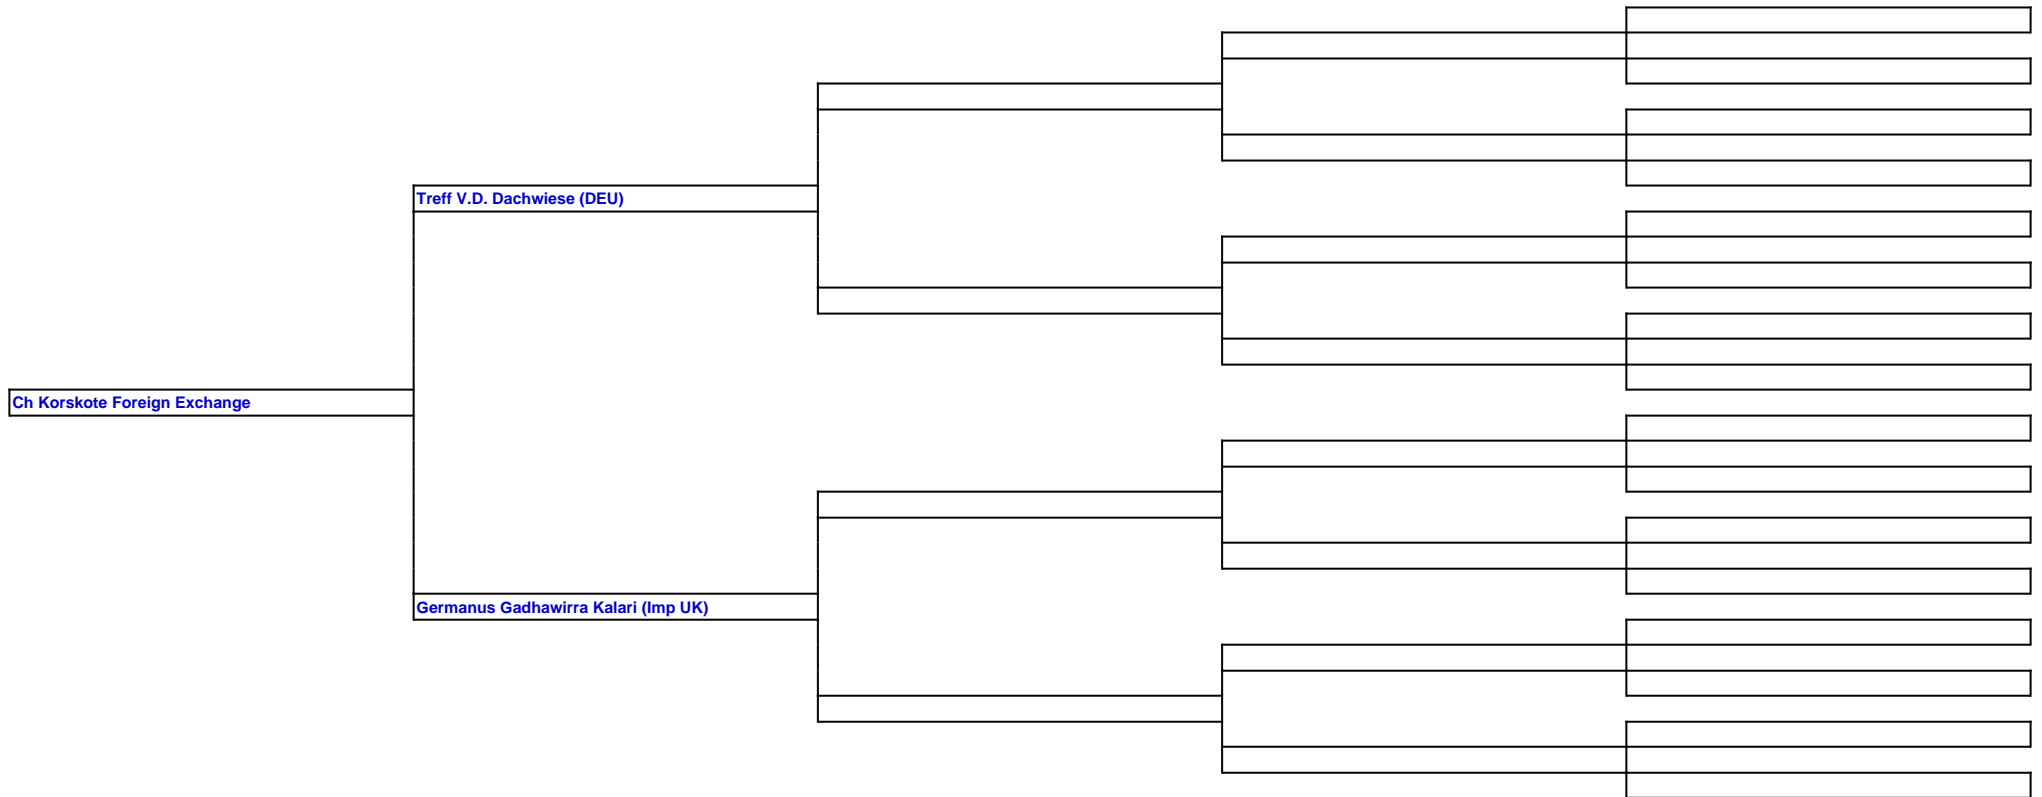 Treff V.D. Dachwiese (DEU)
Ch Korskote Foreign Exchange
Germanus Gadhawirra Kalari (Imp UK)